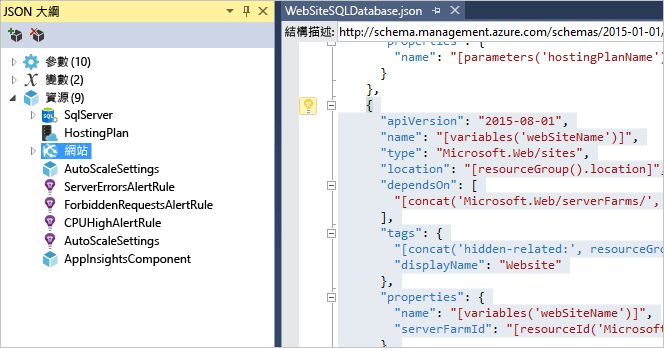 JSON 大綱
參數(10)
變數(2)
資源(9)
SQL
SqlServer
HostingPlan
網站
AutoScaleSettings
ServerErrorsAlertRule
ForbiddenRequestsAlertRule
CPUHighAlertRule
AutoScaleSettings
AppInsightsComponent
WebSiteSQLDatabase.json
結構描述: http://schema.management.azure.com/schemas/2015-01-01/
"properties": {
"name": "[parameters('hostingPlanName')
}
},
{
"apiVersion": "2015-08-01",
"name": "[variables('webSiteName')]",
"type": "Microsoft.Web/sites",
"location": "[resourceGroup().location]",
"dependsOn": [
"[concat('Microsoft.Web/serverFarms/',
],
"tags": {
"[concat('hidden-related:', resourceGro
"displayName": "Website"
},
"properties": {
"name": "[variables('webSiteName')]",
"serverFarmId": "[resourceId('Microsoft
}